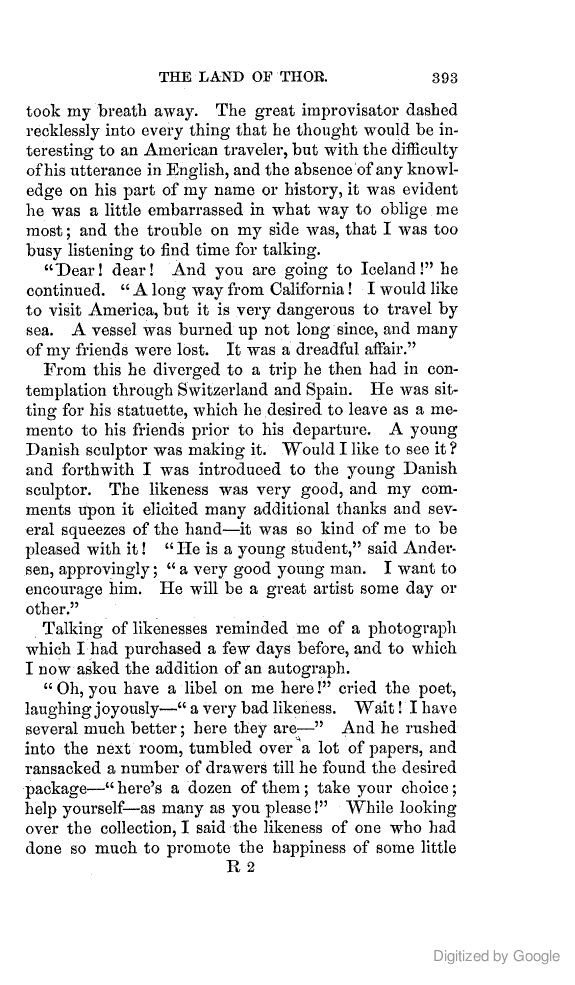 THE LAND OF THOR. 393
took my breath away. The great improvisator dashed
recklessly into every thing that he thought would be in-
teresting to an American traveler, but with the difficulty
of his utterance in English, and the absence of any knowl-
edge on his part of my name or history, it was evident
he was a little embarrassed in what way to oblige me
most; and the trouble on my side was, that I was too
busy listening to find time for talking.
"Dear! dear! And you are going to Iceland!" he
continued. "A long way from California! I would like
to visit America, but it is very dangerous to travel by
sea. A vessel was burned up not long since, and many
of my friends were lost. It was a dreadful affair."
From this he diverged to a trip he then had in con-
templation through Switzerland and Spain. He was sit-
ting for his statuette, which he desired to leave as a me-
mento to his friends prior to his departure. A young
Danish sculptor was making it. Would I like to see it?
and forthwith I was introduced to the young Danish
sculptor. The likeness was very good, and my com-
ments upon it elicited many additional thanks and sev-
eral squeezes of the hand—it was so kind of me to be
pleased with it! "He is a young student," said Ander-
sen, approvingly; "a very good young man. I want to
encourage him. He will be a great artist some day or
other."
Talking of likenesses reminded me of a photograph
which I had purchased a few days before, and to which
I now asked the addition of an autograph.
"Oh, you have a libel on me here!" cried the poet,
laughing joyously—"a very bad likeness. Wait! I have
several much better; here they are—" And he rushed
into the next room, tumbled over a lot of papers, and
ransacked a number of drawers till he found the desired
package—"here's a dozen of them; take your choice;
help yourself—as many as you please!" While looking
over the collection, I said the likeness of one who had
done so much to promote the happiness of some little
R 2
Digitized by Google